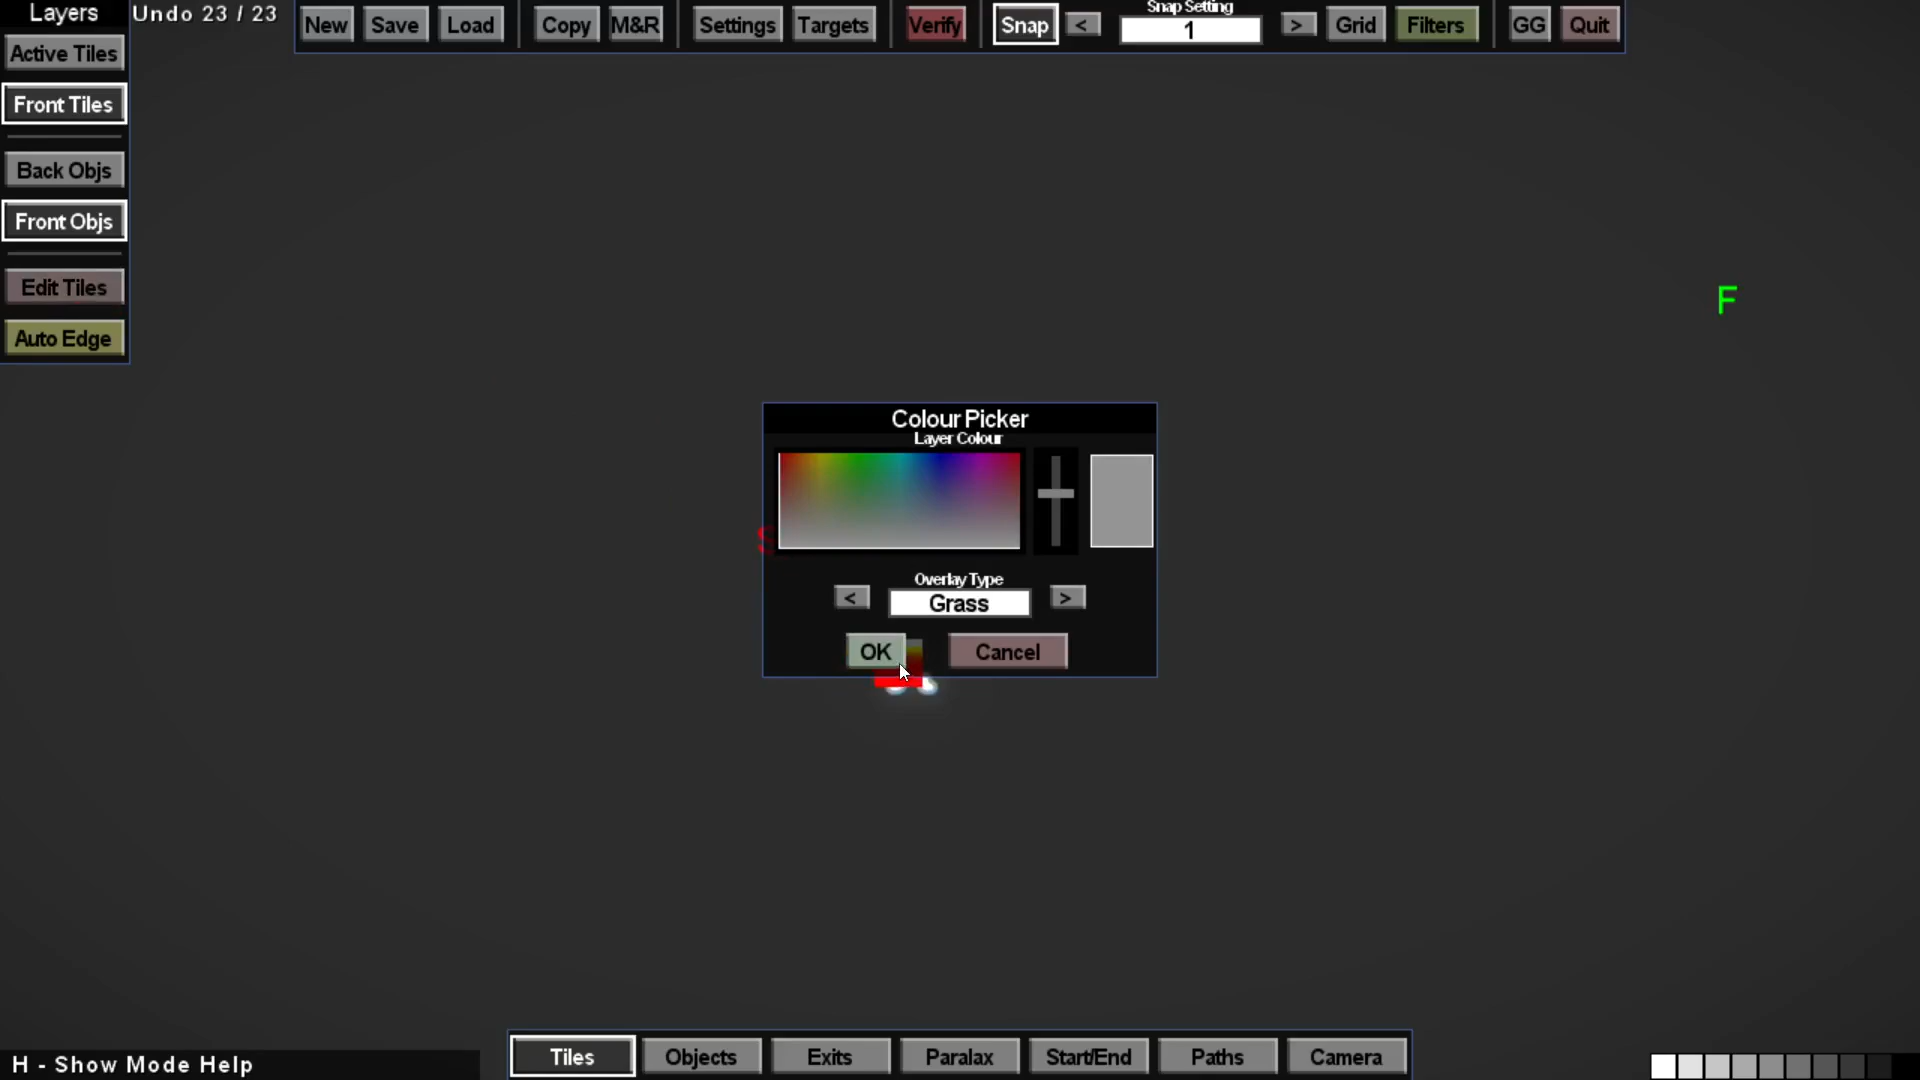 Layers
Undo 23 / 23
Active Tiles
Front Tiles
Back Objs
Front Objs
Edit Tiles
Auto Edge
New Save Load Copy M&R Settings Targets Verify Snap < Snap Setting 1 > Grid Filters GG Quit
F
Colour Picker
Layer Colour
S
Overlay Type
< Grass >
OK Cancel
H - Show Mode Help
Tiles Objects Exits Paralax Start/End Paths Camera